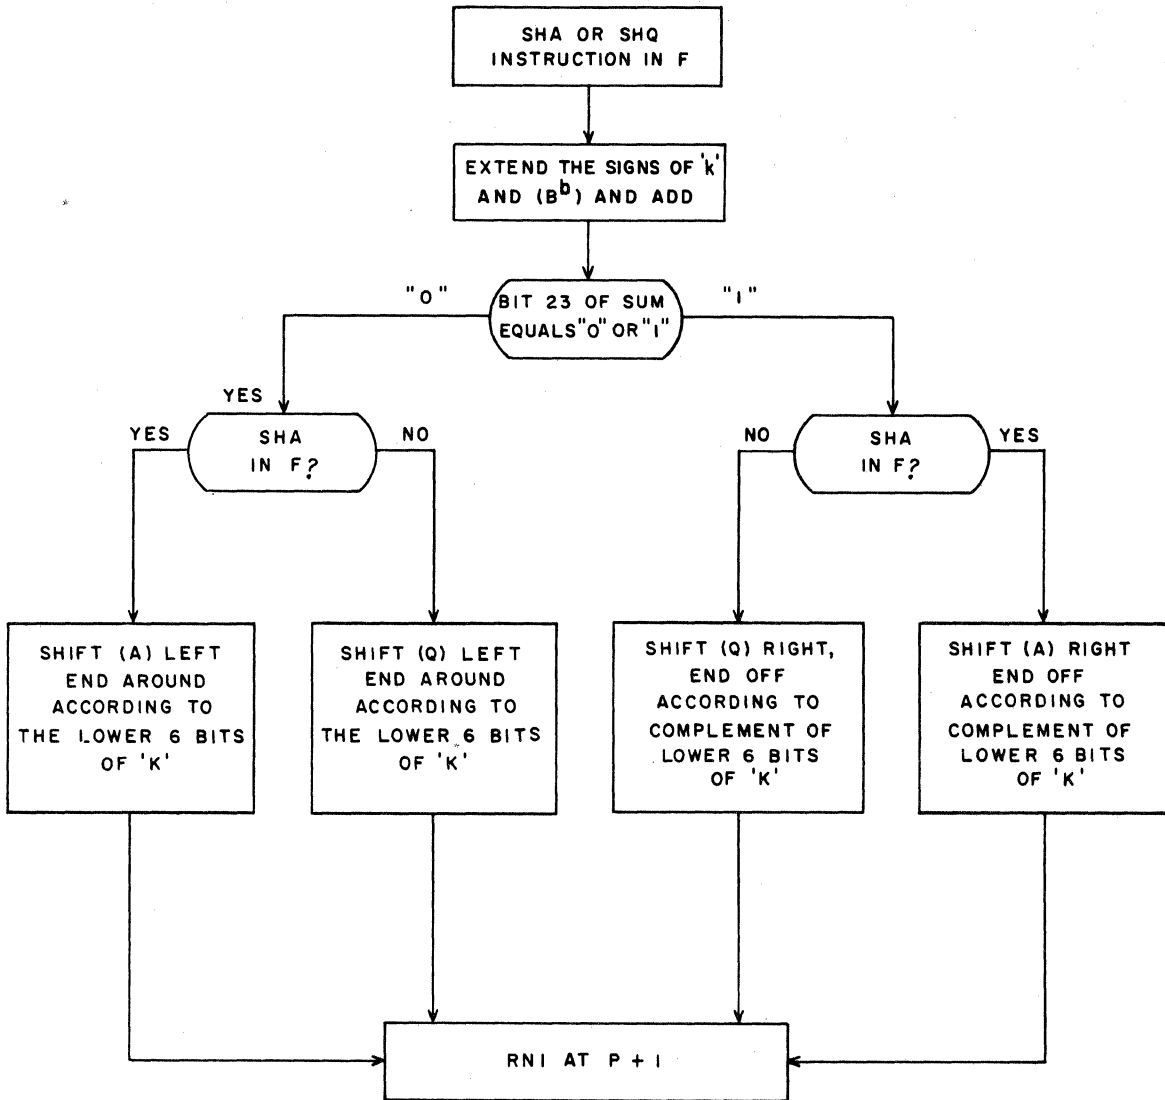 SHA OR SHQ
INSTRUCTION IN F
EXTEND THE SIGNS OF 'k'
AND (Bᵇ) AND ADD
"0"
BIT 23 OF SUM
EQUALS "0" OR "1"
"1"
YES
YES
SHA
IN F?
NO
NO
SHA
IN F?
YES
SHIFT (A) LEFT
END AROUND
ACCORDING TO
THE LOWER 6 BITS
OF 'K'
SHIFT (Q) LEFT
END AROUND
ACCORDING TO
THE LOWER 6 BITS
OF 'K'
SHIFT (Q) RIGHT,
END OFF
ACCORDING TO
COMPLEMENT OF
LOWER 6 BITS
OF 'K'
SHIFT (A) RIGHT
END OFF
ACCORDING TO
COMPLEMENT OF
LOWER 6 BITS
OF 'K'
RNI AT P + 1